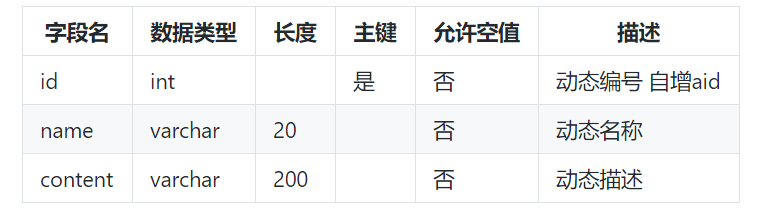 字段名 数据类型 长度 主键 允许空值 描述
id int 是 否 动态编号 自增aid
name varchar 20 否 动态名称
content varchar 200 否 动态描述